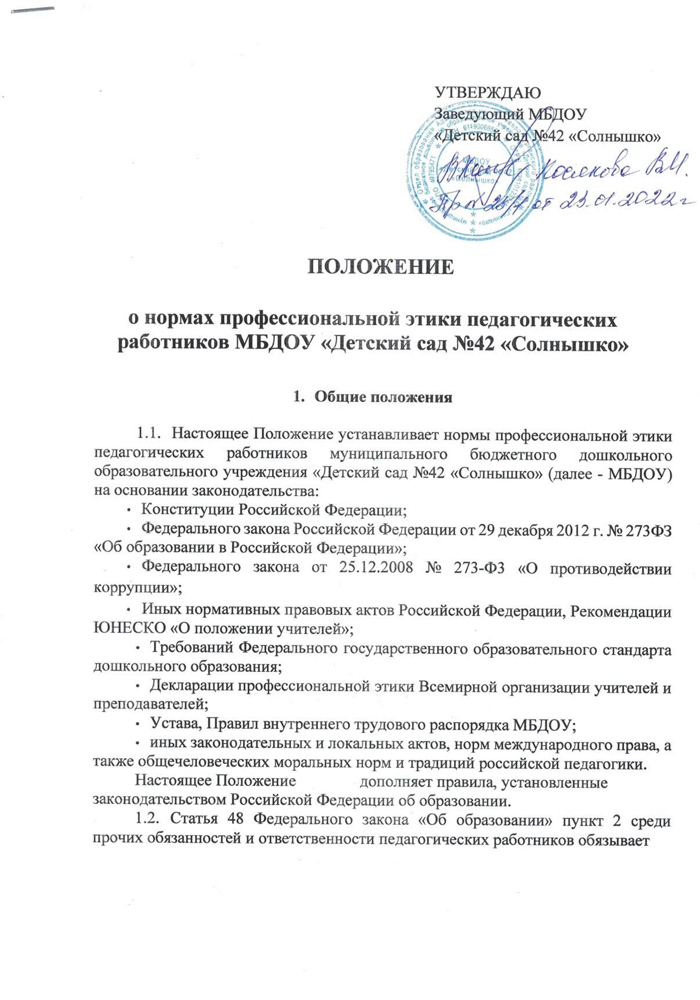 УТВЕРЖДАЮ
Заведующий МБДОУ
«Детский сад №42 «Солнышко»
Косякова В.И.
от 23.01.2022г
МБДОУ
«Детский сад №42
«Солнышко»
ПОЛОЖЕНИЕ
о нормах профессиональной этики педагогических
работников МБДОУ «Детский сад №42 «Солнышко»
1. Общие положения
1.1. Настоящее Положение устанавливает нормы профессиональной этики
педагогических работников муниципального бюджетного дошкольного
образовательного учреждения «Детский сад №42 «Солнышко» (далее - МБДОУ)
на основании законодательства:
• Конституции Российской Федерации;
• Федерального закона Российской Федерации от 29 декабря 2012 г. № 273ФЗ
«Об образовании в Российской Федерации»;
• Федерального закона от 25.12.2008 № 273-ФЗ «О противодействии
коррупции»;
• Иных нормативных правовых актов Российской Федерации, Рекомендации
ЮНЕСКО «О положении учителей»;
• Требований Федерального государственного образовательного стандарта
дошкольного образования;
• Декларации профессиональной этики Всемирной организации учителей и
преподавателей;
• Устава, Правил внутреннего трудового распорядка МБДОУ;
• иных законодательных и локальных актов, норм международного права, а
также общечеловеческих моральных норм и традиций российской педагогики.
Настоящее Положение дополняет правила, установленные
законодательством Российской Федерации об образовании.
1.2. Статья 48 Федерального закона «Об образовании» пункт 2 среди
прочих обязанностей и ответственности педагогических работников обязывает